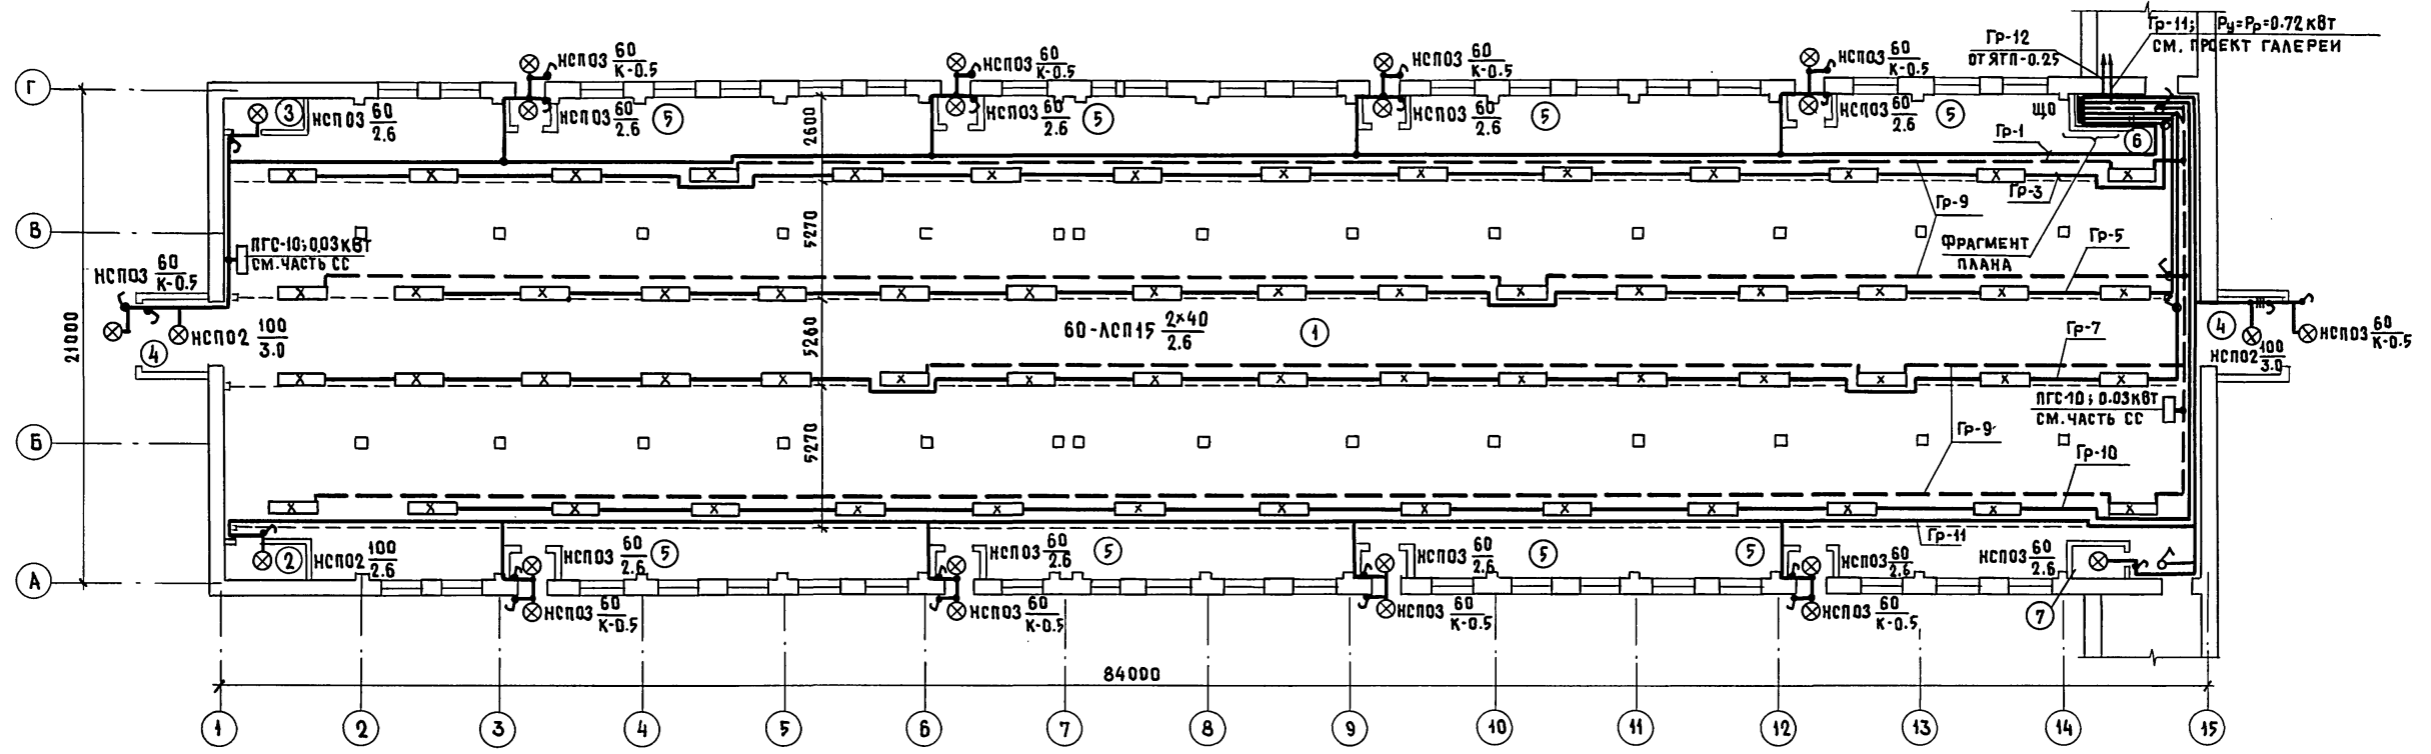 Гр-11; Ру=Рр=0.72 кВт
СМ. ПРОЕКТ ГАЛЕРЕИ
Гр-12
ОТ ЯТП-0.25
НСП03 60/К-0.5
НСП03 60/К-0.5
НСП03 60/К-0.5
НСП03 60/К-0.5
Г
3
НСП03 60/2.6
НСП03 60/2.6
5
НСП03 60/2.6
5
НСП03 60/2.6
5
НСП03 60/2.6
5
ЩО
6
2600
Гр-1
Гр-3
Гр-9
В
5270
ПГС-10; 0.03 кВт
СМ. ЧАСТЬ СС
ФРАГМЕНТ
ПЛАНА
Гр-5
НСП03 60/К-0.5
21000
НСП02 100/3.0
4
5260
60-ЛСП15 2×40/2.6
1
Гр-7
4
НСП03 60/К-0.5
НСП02 100/3.0
ПГС-10; 0.03 кВт
СМ. ЧАСТЬ СС
Б
5270
Гр-9
Гр-10
Гр-11
2
НСП02 100/2.6
НСП03 60/2.6
5
НСП03 60/2.6
5
НСП03 60/2.6
5
5
НСП03 60/2.6
НСП03 60/2.6
А
НСП03 60/К-0.5
НСП03 60/К-0.5
НСП03 60/К-0.5
НСП03 60/К-0.5
7
84000
1 2 3 4 5 6 7 8 9 10 11 12 13 14 15